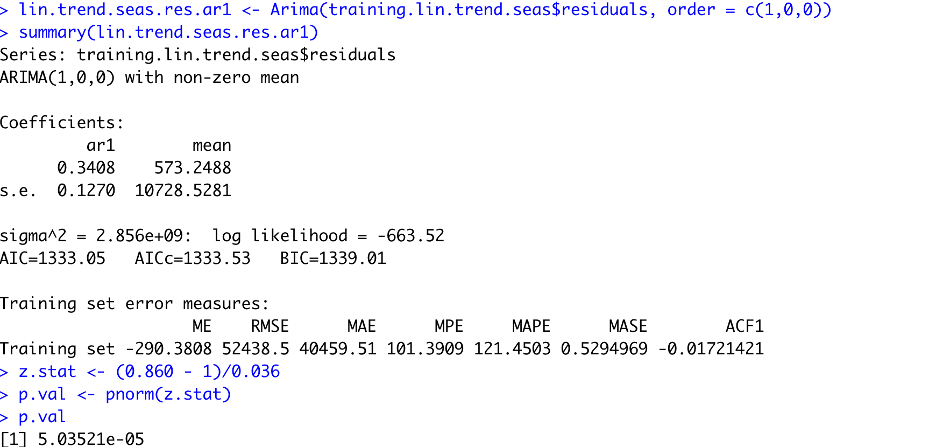 > lin.trend.seas.res.ar1 <- Arima(training.lin.trend.seas$residuals, order = c(1,0,0))
> summary(lin.trend.seas.res.ar1)
Series: training.lin.trend.seas$residuals
ARIMA(1,0,0) with non-zero mean

Coefficients:
         ar1        mean
      0.3408    573.2488
s.e.  0.1270  10728.5281

sigma^2 = 2.856e+09:  log likelihood = -663.52
AIC=1333.05   AICc=1333.53   BIC=1339.01

Training set error measures:
                    ME    RMSE      MAE      MPE     MAPE      MASE        ACF1
Training set -290.3808 52438.5 40459.51 101.3909 121.4503 0.5294969 -0.01721421
> z.stat <- (0.860 - 1)/0.036
> p.val <- pnorm(z.stat)
> p.val
[1] 5.03521e-05